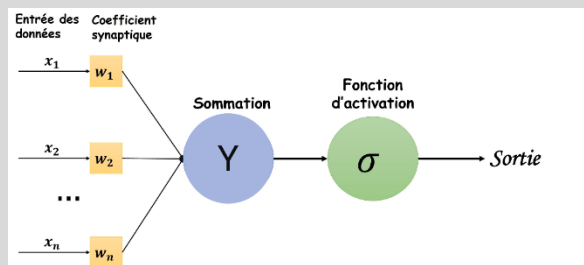 Entrée des
données
Coefficient
synaptique
x₁
w₁
x₂
w₂
...
xₙ
wₙ
Sommation
Y
Fonction
d'activation
σ
Sortie